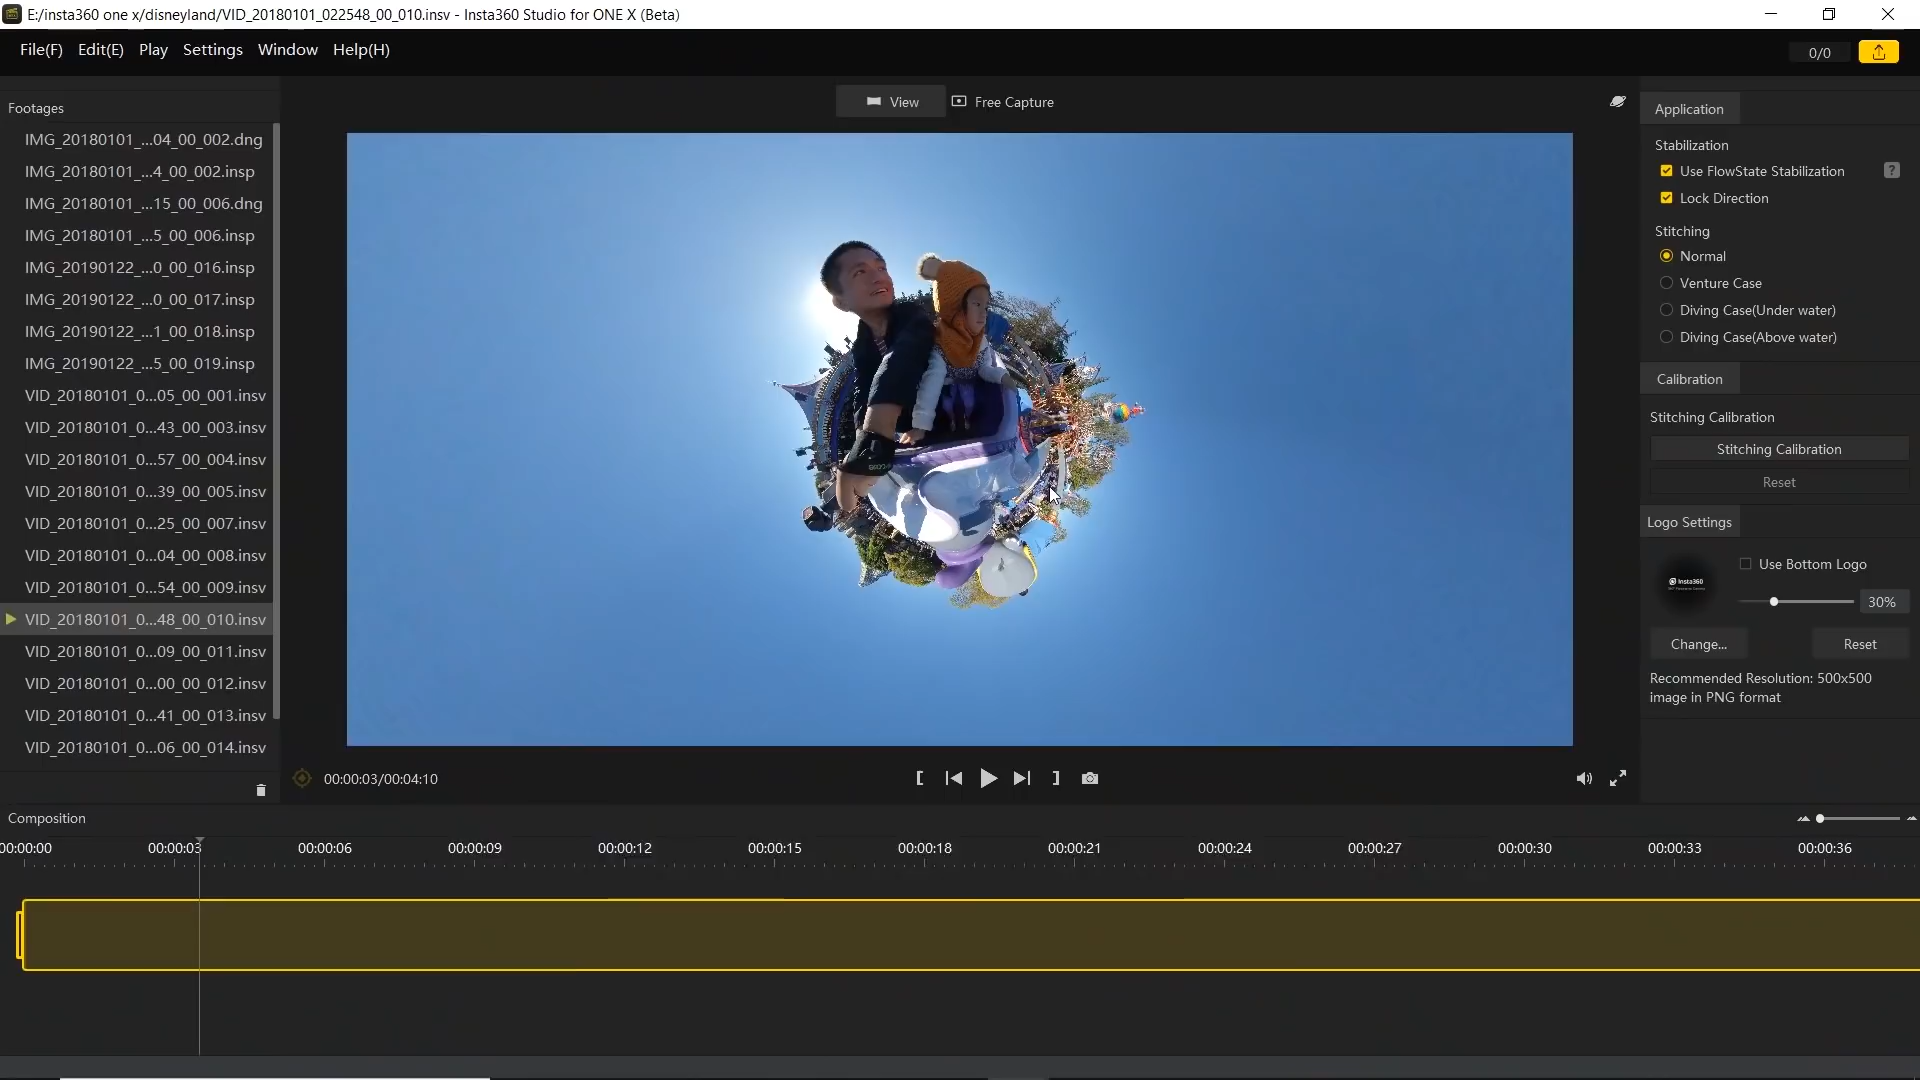 E:/insta360 one x/disneyland/VID_20180101_022548_00_010.insv - Insta360 Studio for ONE X (Beta)
File(F) Edit(E) Play Settings Window Help(H)
0/0
Footages
IMG_20180101_...04_00_002.dng
IMG_20180101_...4_00_002.insp
IMG_20180101_...15_00_006.dng
IMG_20180101_...5_00_006.insp
IMG_20190122_...0_00_016.insp
IMG_20190122_...0_00_017.insp
IMG_20190122_...1_00_018.insp
IMG_20190122_...5_00_019.insp
VID_20180101_0...05_00_001.insv
VID_20180101_0...43_00_003.insv
VID_20180101_0...57_00_004.insv
VID_20180101_0...39_00_005.insv
VID_20180101_0...25_00_007.insv
VID_20180101_0...04_00_008.insv
VID_20180101_0...54_00_009.insv
VID_20180101_0...48_00_010.insv
VID_20180101_0...09_00_011.insv
VID_20180101_0...00_00_012.insv
VID_20180101_0...41_00_013.insv
VID_20180101_0...06_00_014.insv
View Free Capture
00:00:03/00:04:10
Application
Stabilization
Use FlowState Stabilization ?
Lock Direction
Stitching
Normal
Venture Case
Diving Case(Under water)
Diving Case(Above water)
Calibration
Stitching Calibration
Stitching Calibration
Reset
Logo Settings
Insta360
Use Bottom Logo
30%
Change... Reset
Recommended Resolution: 500x500
image in PNG format
Composition
00:00:00 00:00:03 00:00:06 00:00:09 00:00:12 00:00:15 00:00:18 00:00:21 00:00:24 00:00:27 00:00:30 00:00:33 00:00:36